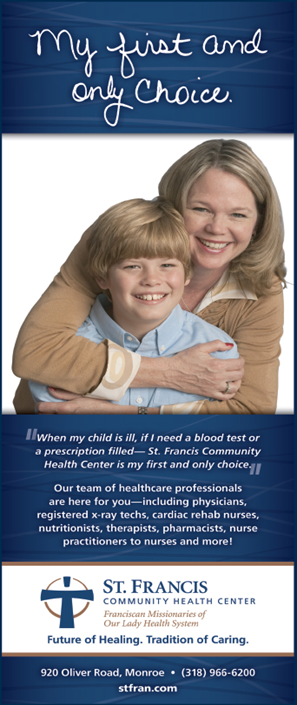 My first and
only Choice.
"When my child is ill, if I need a blood test or
a prescription filled— St. Francis Community
Health Center is my first and only choice."
Our team of healthcare professionals
are here for you—including physicians,
registered x-ray techs, cardiac rehab nurses,
nutritionists, therapists, pharmacists, nurse
practitioners to nurses and more!
ST. FRANCIS
COMMUNITY HEALTH CENTER
Franciscan Missionaries of
Our Lady Health System
Future of Healing. Tradition of Caring.
920 Oliver Road, Monroe • (318) 966-6200
stfran.com